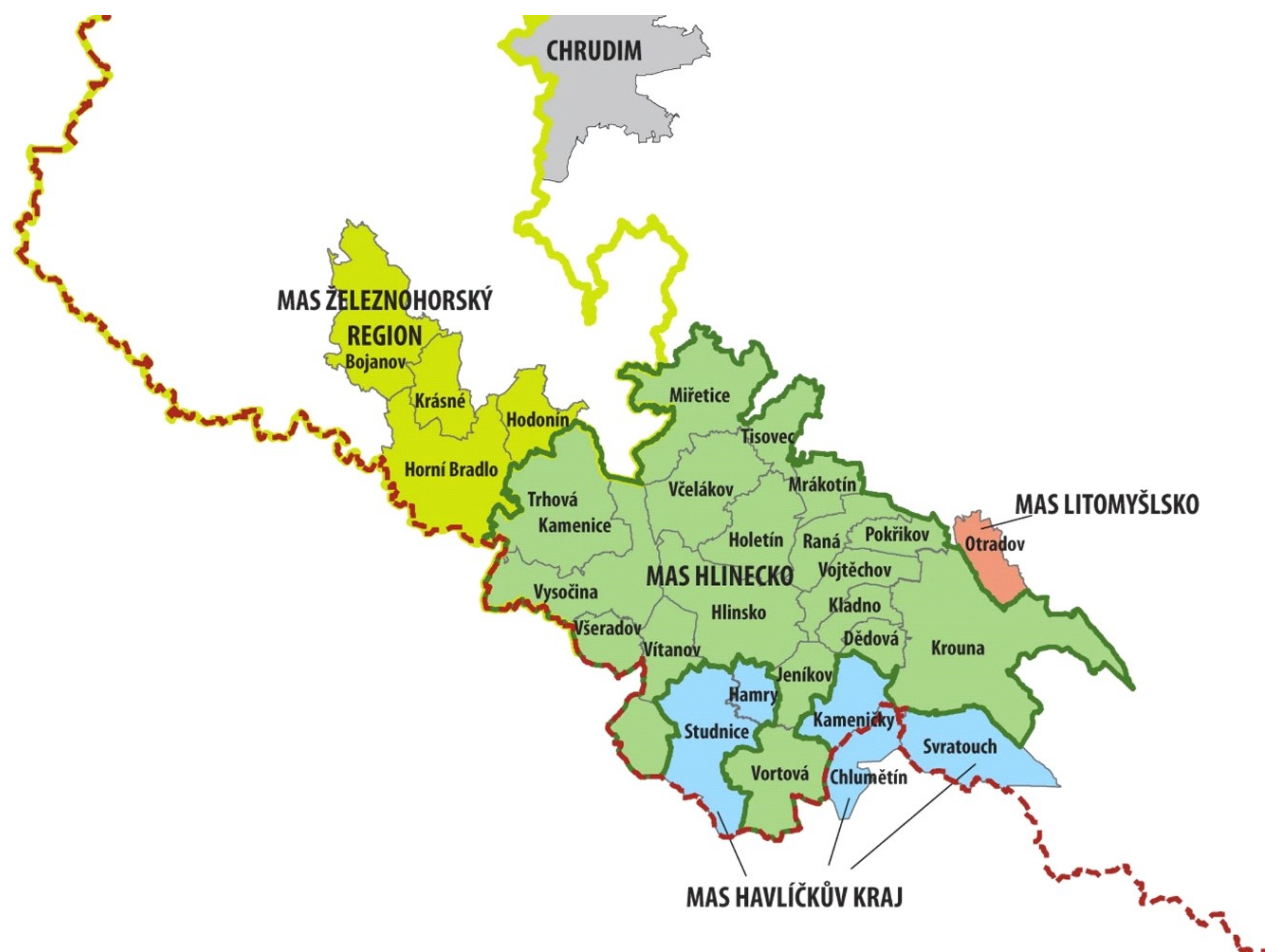 CHRUDIM
MAS ŽELEZNOHORSKÝ
REGION
Bojanov
Krásné
Hodonín
Horní Bradlo
Miřetice
Tisovec
Včelákov
Mrákotín
Trhová
Kamenice
Holetín
Raná
Pokřikov
MAS LITOMYŠLSKO
Otradov
MAS HLINECKO
Vojtěchov
Vysočina
Hlinsko
Kladno
Všeradov
Vítanov
Dědová
Krouna
Jeníkov
Hamry
Kameničky
Studnice
Svratouch
Vortová
Chlumětín
MAS HAVLÍČKŮV KRAJ